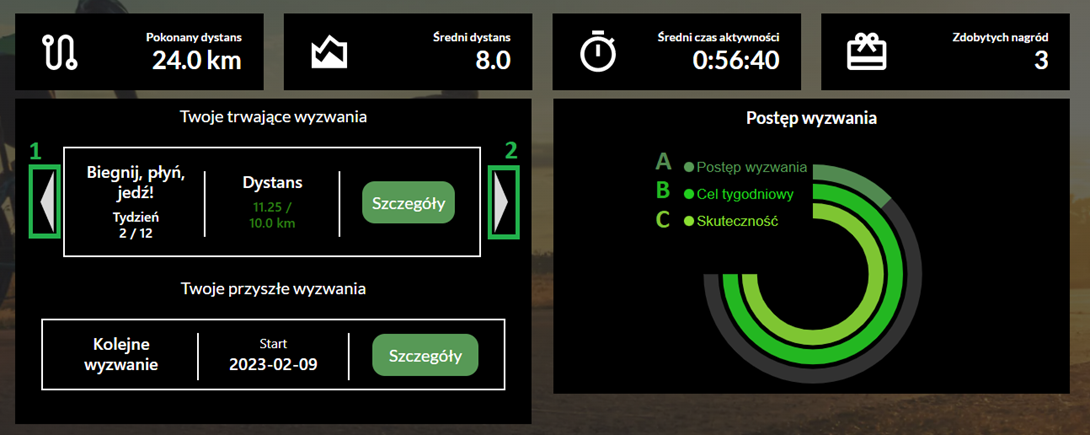 Pokonany dystans
24.0 km
Średni dystans
8.0
Średni czas aktywności
0:56:40
Zdobytych nagród
3
Twoje trwające wyzwania
1
2
Biegnij, płyń,
jedź!
Tydzień
2 / 12
Dystans
11.25 /
10.0 km
Szczegóły
Twoje przyszłe wyzwania
Kolejne
wyzwanie
Start
2023-02-09
Szczegóły
Postęp wyzwania
A Postęp wyzwania
B Cel tygodniowy
C Skuteczność